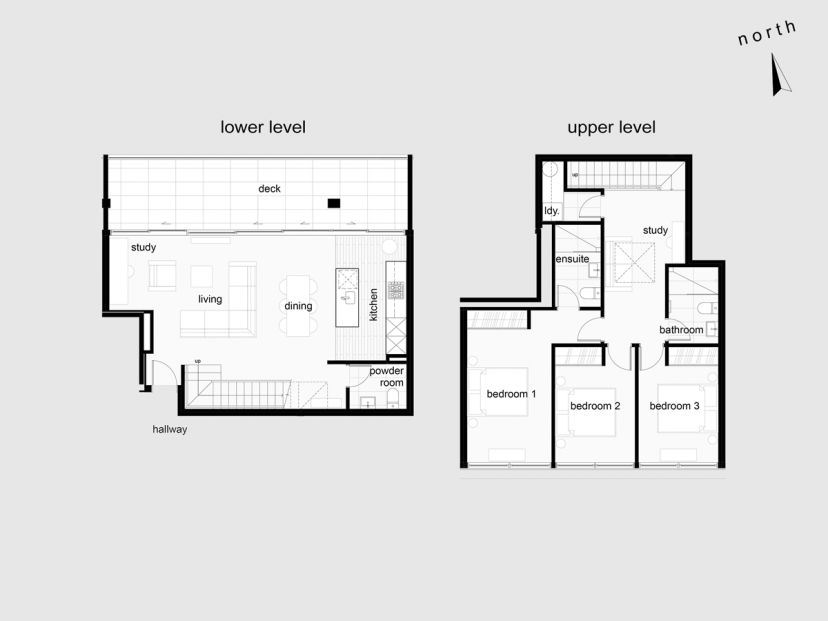 north
lower level
upper level
deck
study
living
dining
kitchen
up
powder
room
hallway
up
ldy.
study
ensuite
bathroom
bedroom 1
bedroom 2
bedroom 3